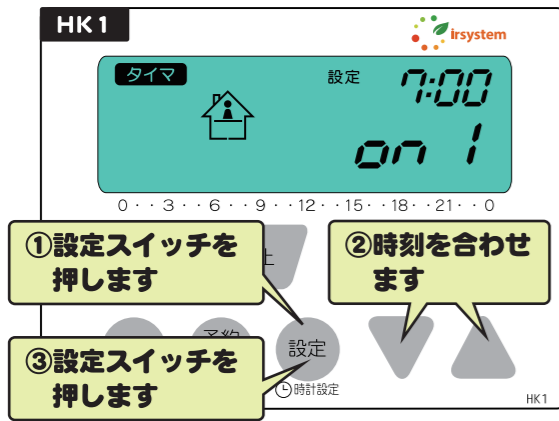 HK1
irsystem
タイマ 設定 7:00
on 1
0・・3・・6・・9・・12・・15・・18・・21・・0
①設定スイッチを
押します
②時刻を合わせ
ます
③設定スイッチを
押します
設定
時計設定
HK1